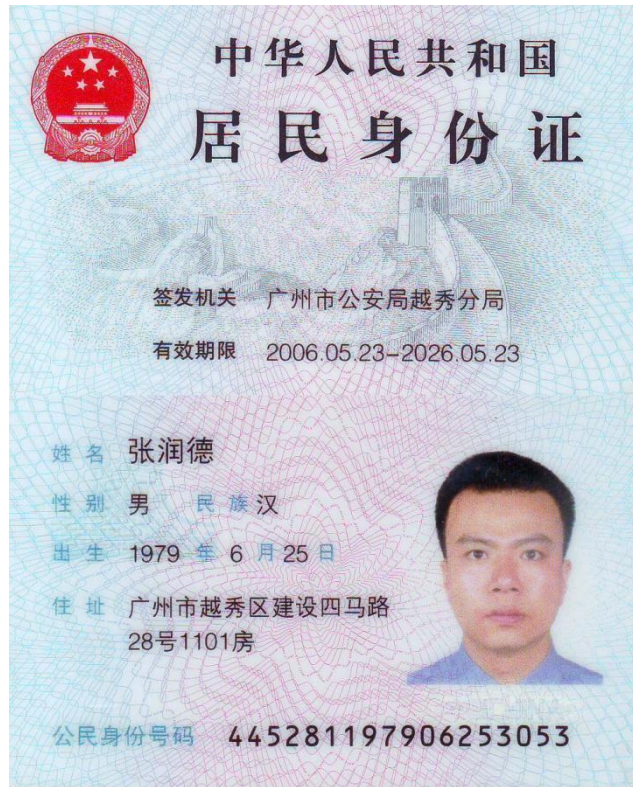 中华人民共和国
居民身份证
签发机关 广州市公安局越秀分局
有效期限 2006.05.23-2026.05.23
姓名 张润德
性别 男 民族 汉
出生 1979 年 6 月 25 日
住址 广州市越秀区建设四马路
28号1101房
公民身份号码 445281197906253053